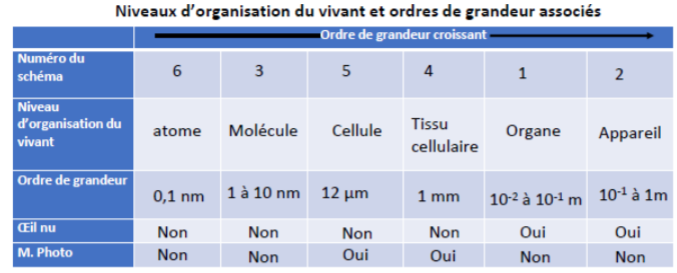 Niveaux d'organisation du vivant et ordres de grandeur associés
Ordre de grandeur croissant
Numéro du schéma 6 3 5 4 1 2
Niveau d'organisation du vivant atome Molécule Cellule Tissu cellulaire Organe Appareil
Ordre de grandeur 0,1 nm 1 à 10 nm 12 µm 1 mm 10⁻² à 10⁻¹ m 10⁻¹ à 1m
Œil nu Non Non Non Non Oui Oui
M. Photo Non Non Oui Oui Non Non